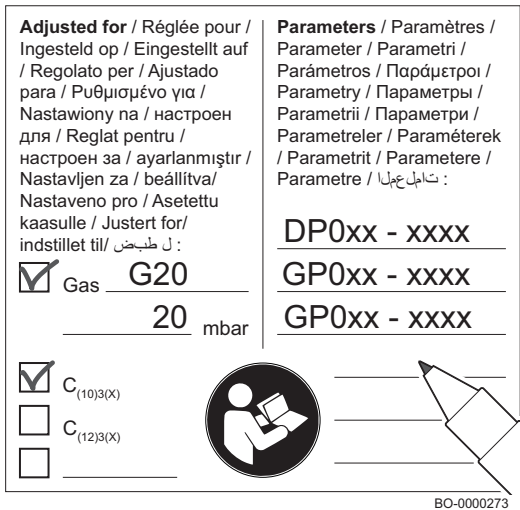 Adjusted for / Réglée pour /
Ingesteld op / Eingestellt auf
/ Regolato per / Ajustado
para / Ρυθμισμένο για /
Nastawiony na / настроен
для / Reglat pentru /
настроен за / ayarlanmıştır /
Nastavljen za / beállítva/
Nastaveno pro / Asetettu
kaasulle / Justert for/
indstillet til/ ل طبض :
Gas G20
20 mbar
C(10)3(X)
C(12)3(X)
Parameters / Paramètres /
Parameter / Parametri /
Parámetros / Παράμετροι /
Parametry / Параметры /
Parametrii / Параметри /
Parametreler / Paraméterek
/ Parametrit / Parametere /
Parametre / تاملعملا :
DP0xx - xxxx
GP0xx - xxxx
GP0xx - xxxx
BO-0000273